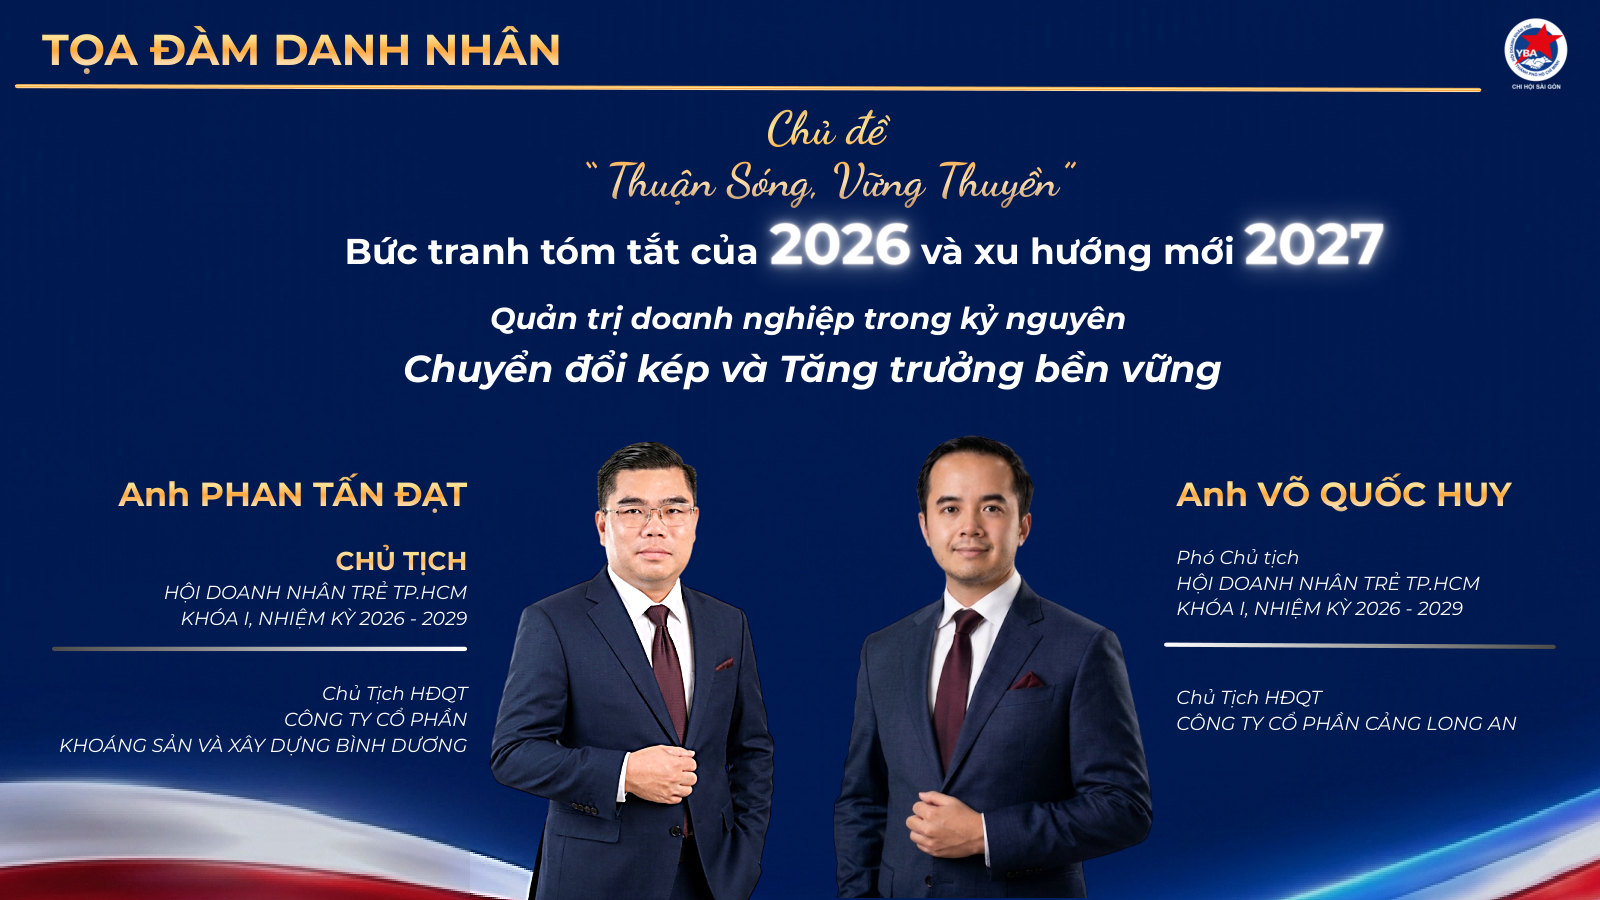 TỌA ĐÀM DANH NHÂN
YBA
CHI HỘI SÀI GÒN
Chủ đề
“Thuận Sóng, Vững Thuyền”
Bức tranh tóm tắt của 2026 và xu hướng mới 2027
Quản trị doanh nghiệp trong kỷ nguyên
Chuyển đổi kép và Tăng trưởng bền vững
Anh PHAN TẤN ĐẠT
CHỦ TỊCH
HỘI DOANH NHÂN TRẺ TP.HCM
KHÓA I, NHIỆM KỲ 2026 - 2029
Chủ Tịch HĐQT
CÔNG TY CỔ PHẦN
KHOÁNG SẢN VÀ XÂY DỰNG BÌNH DƯƠNG
Anh VÕ QUỐC HUY
Phó Chủ tịch
HỘI DOANH NHÂN TRẺ TP.HCM
KHÓA I, NHIỆM KỲ 2026 - 2029
Chủ Tịch HĐQT
CÔNG TY CỔ PHẦN CẢNG LONG AN